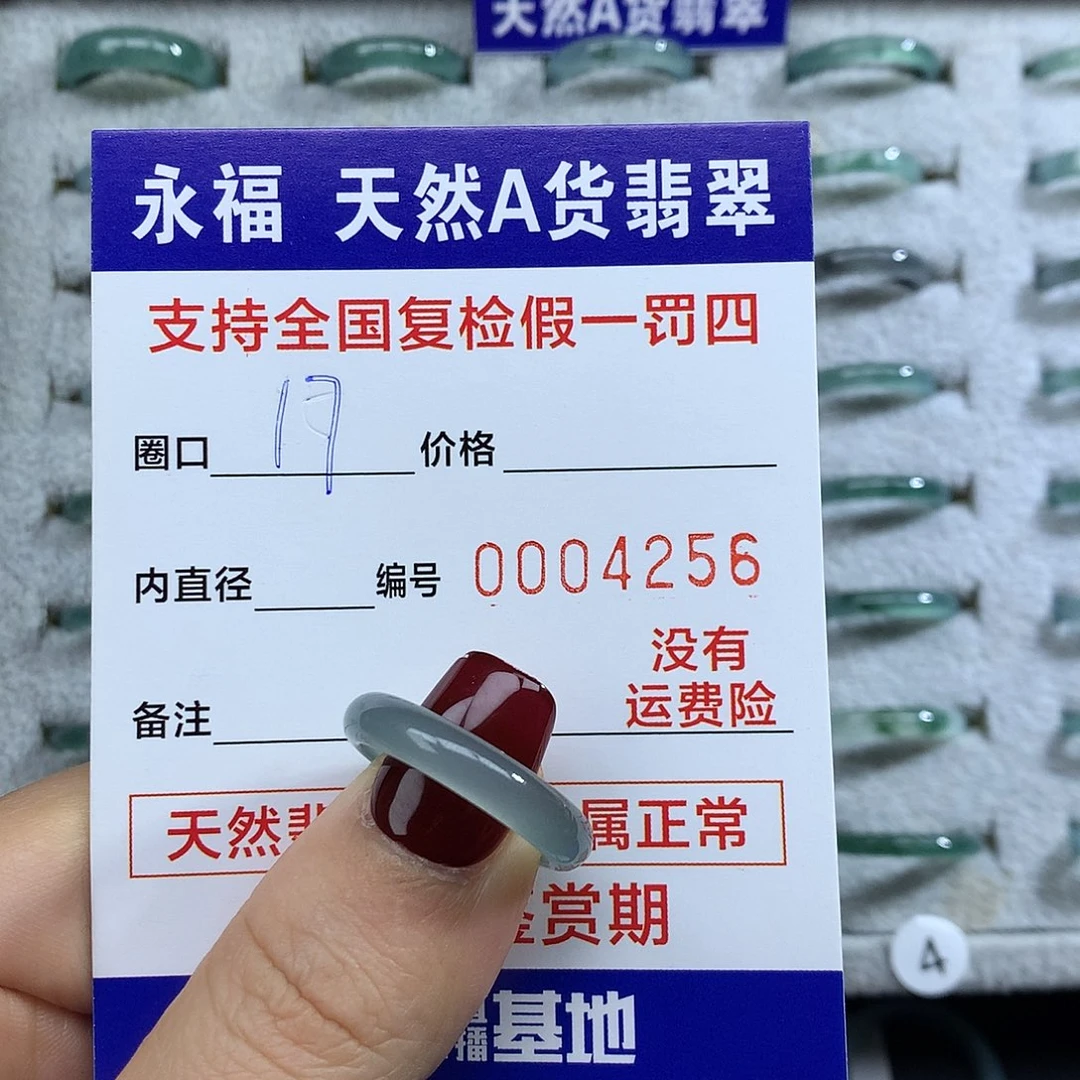 天然A货翡翠
永福 天然A货翡翠
支持全国复检假一罚四
圈口 17 价格
内直径 编号 0004256
没有
备注 运费险
天然 属正常
赏期
播基地
4